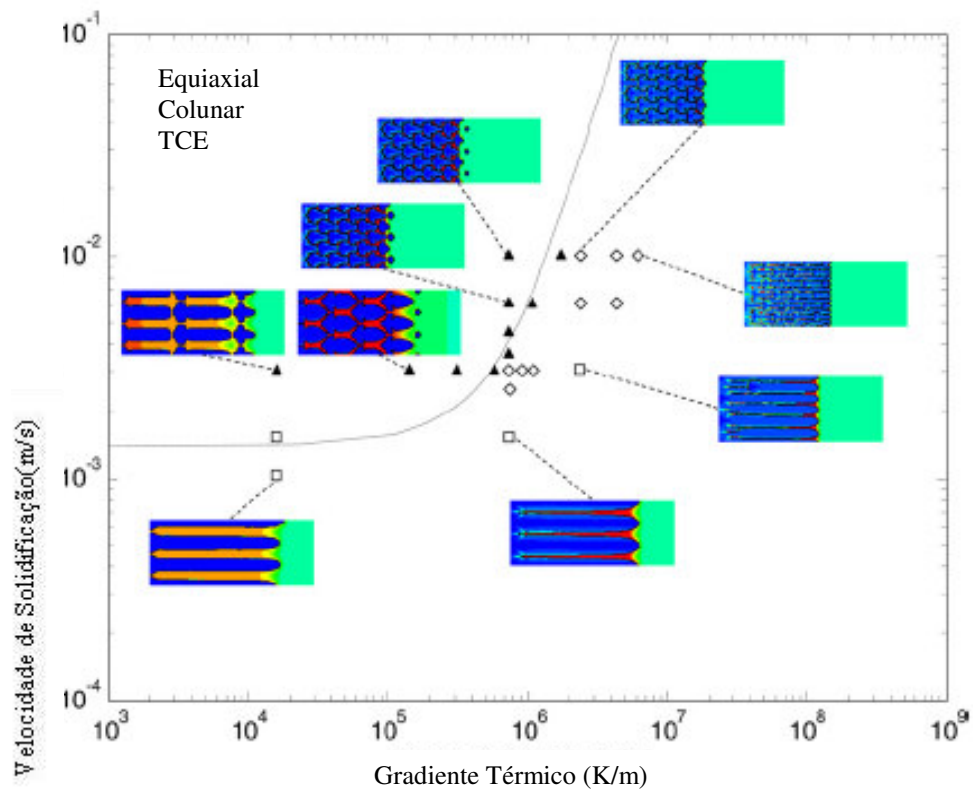 10^-1
Equiaxial
Colunar
TCE
10^-2
10^-3
10^-4
Velocidade de Solidificação(m/s)
10^3 10^4 10^5 10^6 10^7 10^8 10^9
Gradiente Térmico (K/m)